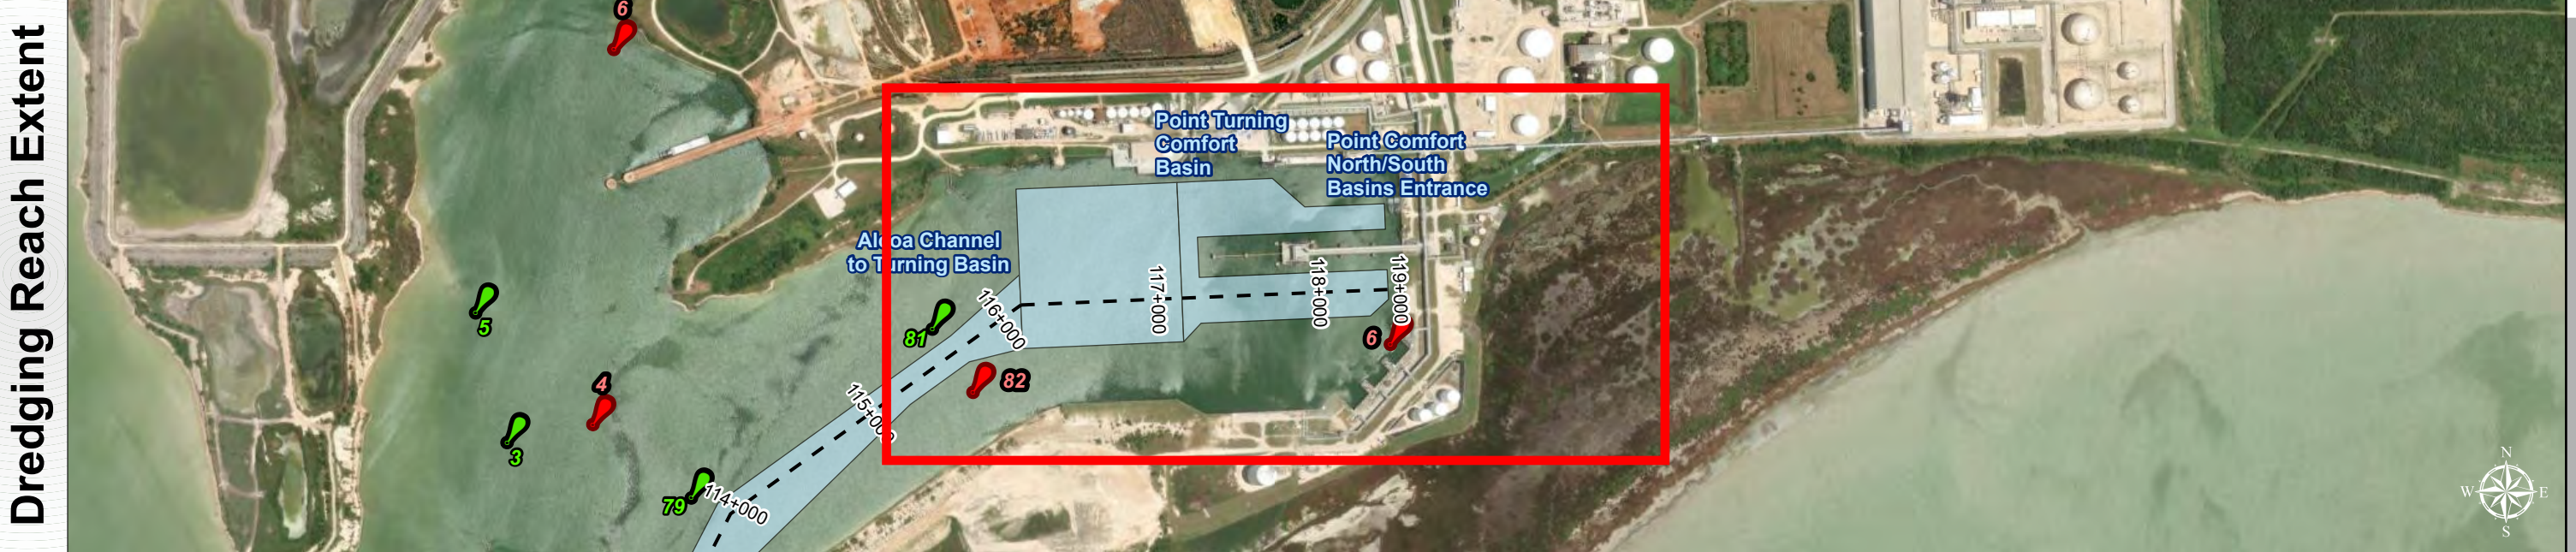 Dredging Reach Extent
6
Point Turning
Comfort
Basin
Point Comfort
North/South
Basins Entrance
Alcoa Channel
to Turning Basin
5
81
4
3
79
82
6
114+000
115+000
116+000
117+000
118+000
119+000
N
W
E
S